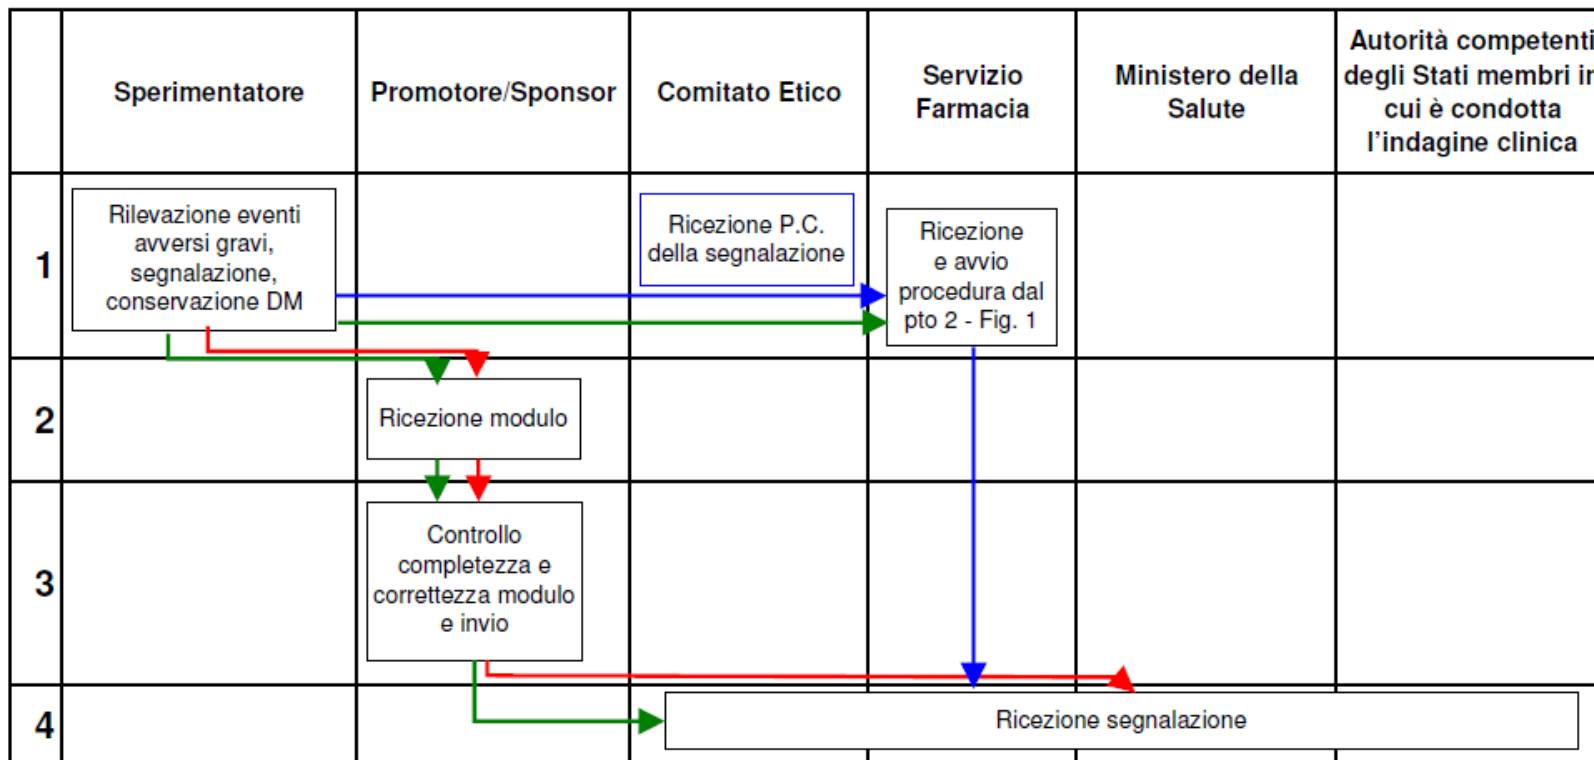 Sperimentatore
Promotore/Sponsor
Comitato Etico
Servizio
Farmacia
Ministero della
Salute
Autorità competenti
degli Stati membri in
cui è condotta
l'indagine clinica
1
Rilevazione eventi
avversi gravi,
segnalazione,
conservazione DM
Ricezione P.C.
della segnalazione
Ricezione
e avvio
procedura dal
pto 2 - Fig. 1
2
Ricezione modulo
3
Controllo
completezza e
correttezza modulo
e invio
4
Ricezione segnalazione